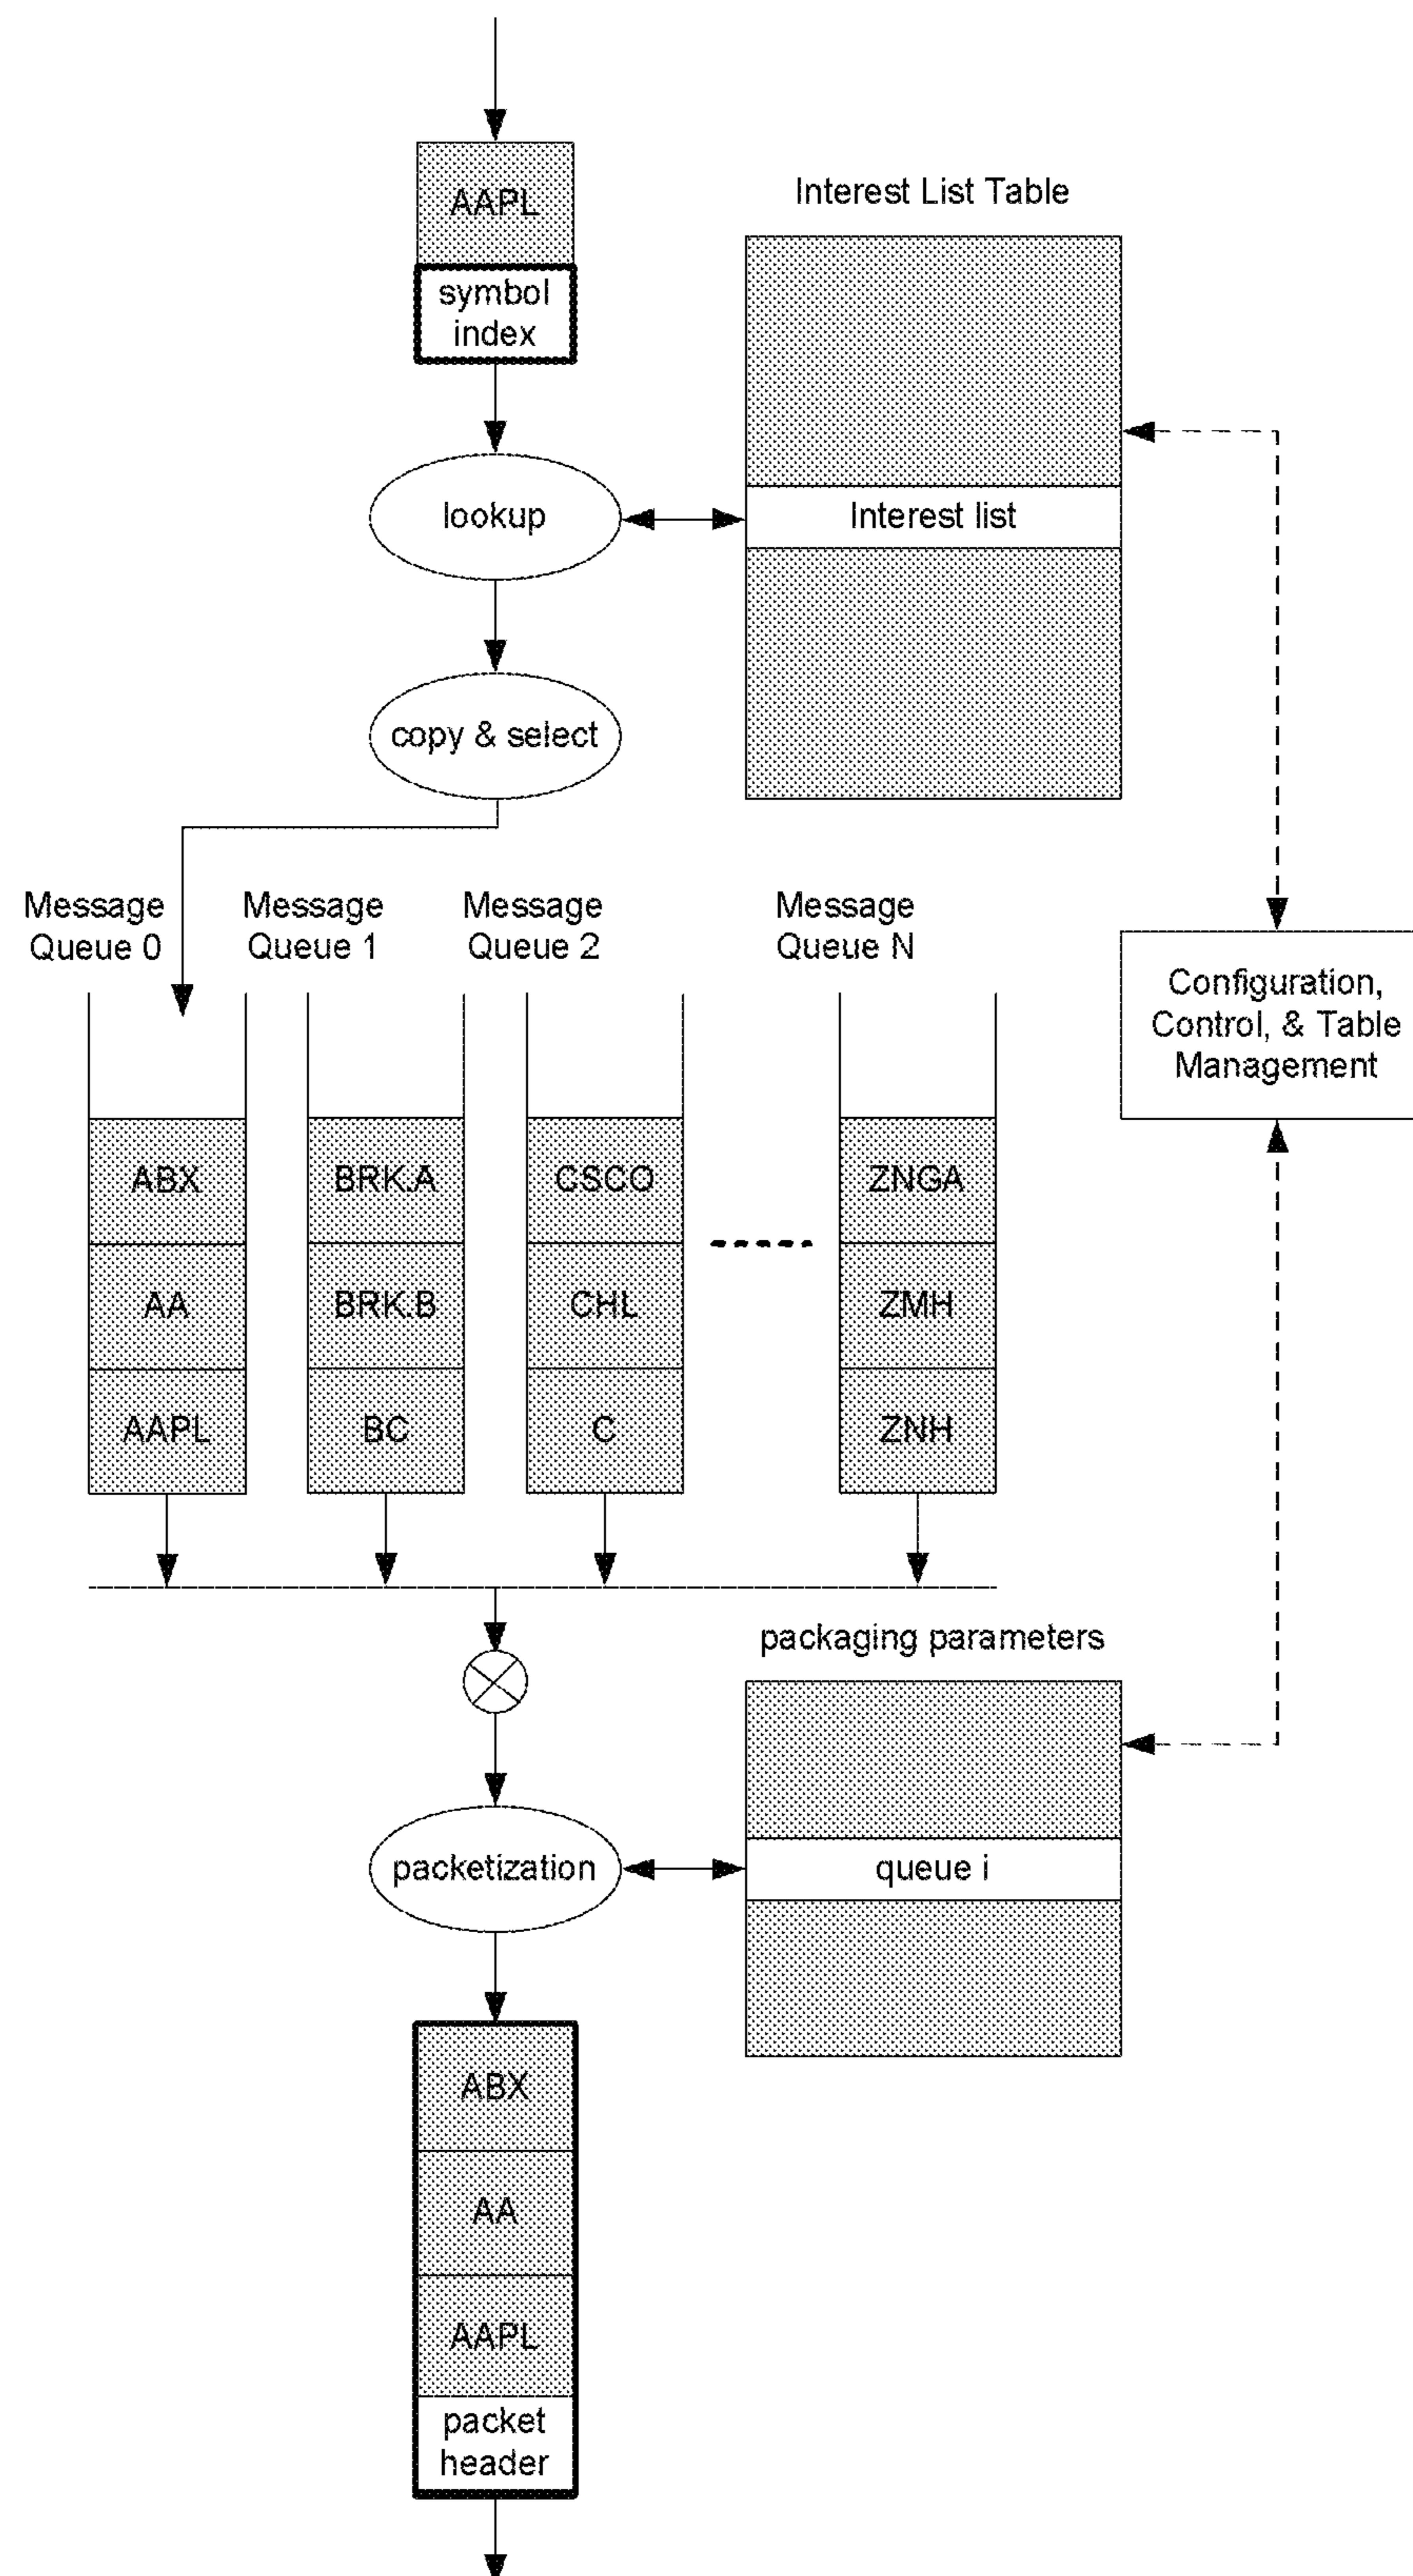 AAPL
symbol
index
Interest List Table
lookup
Interest list
copy & select
Message
Queue 0
Message
Queue 1
Message
Queue 2
Message
Queue N
Configuration,
Control, & Table
Management
ABX
AA
AAPL
BRK.A
BRK.B
BC
CSCO
CHL
C
ZNGA
ZMH
ZNH
packaging parameters
packetization
queue i
ABX
AA
AAPL
packet
header